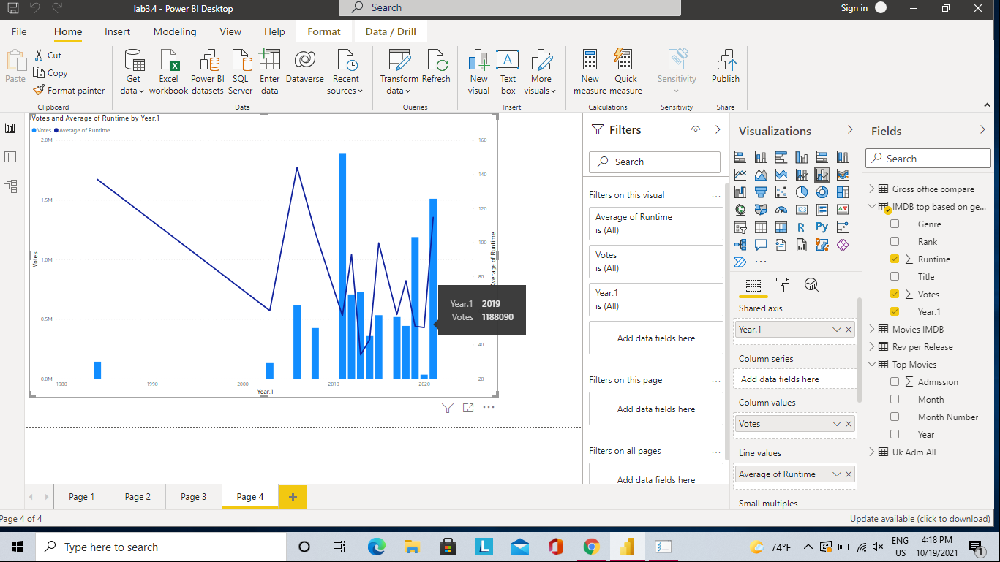 lab3.4 - Power BI Desktop
Search
Sign in
File
Home
Insert
Modeling
View
Help
Format
Data / Drill
Paste
Cut
Copy
Format painter
Clipboard
Get data
Excel workbook
Power BI datasets
SQL Server
Enter data
Dataverse
Recent sources
Data
Transform data
Refresh
Queries
New visual
Text box
More visuals
Insert
New measure
Quick measure
Calculations
Sensitivity
Sensitivity
Publish
Share
Votes and Average of Runtime by Year.1
Votes
Average of Runtime
2.0M
1.5M
1.0M
0.5M
0.0M
Votes
160
140
120
100
80
40
20
Average of Runtime
1980
1990
2000
2010
2020
Year.1
Year.1 2019
Votes 1188090
Filters
Search
Filters on this visual
Average of Runtime
is (All)
Votes
is (All)
Year.1
is (All)
Add data fields here
Filters on this page
Add data fields here
Filters on all pages
Add data fields here
Visualizations
R
Py
123
Shared axis
Year.1
Column series
Add data fields here
Column values
Votes
Line values
Average of Runtime
Small multiples
Fields
Search
Gross office compare
IMDB top based on ge...
Genre
Rank
Runtime
Title
Votes
Year.1
Movies IMDB
Rev per Release
Top Movies
Admission
Month
Month Number
Year
Uk Adm All
Page 1
Page 2
Page 3
Page 4
Page 4 of 4
Update available (click to download)
Type here to search
L
74°F
ENG
US
4:18 PM
10/19/2021
1